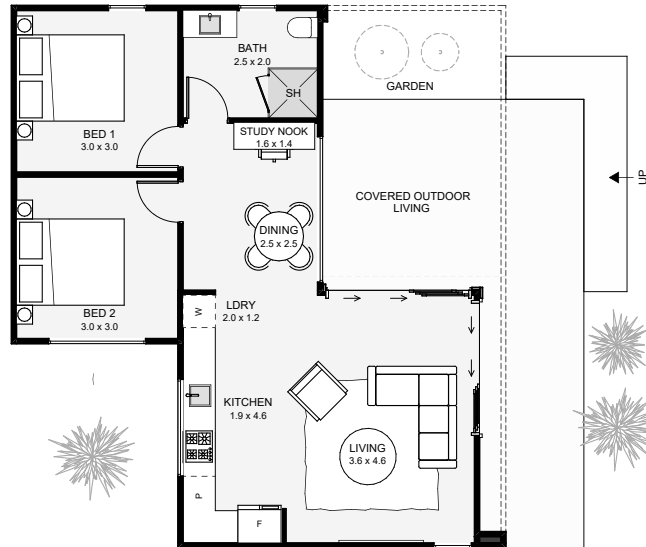 BATH
2.5 x 2.0
SH
GARDEN
BED 1
3.0 x 3.0
STUDY NOOK
1.6 x 1.4
UP
COVERED OUTDOOR
LIVING
DINING
2.5 x 2.5
BED 2
3.0 x 3.0
W
LDRY
2.0 x 1.2
KITCHEN
1.9 x 4.6
LIVING
3.6 x 4.6
P
F